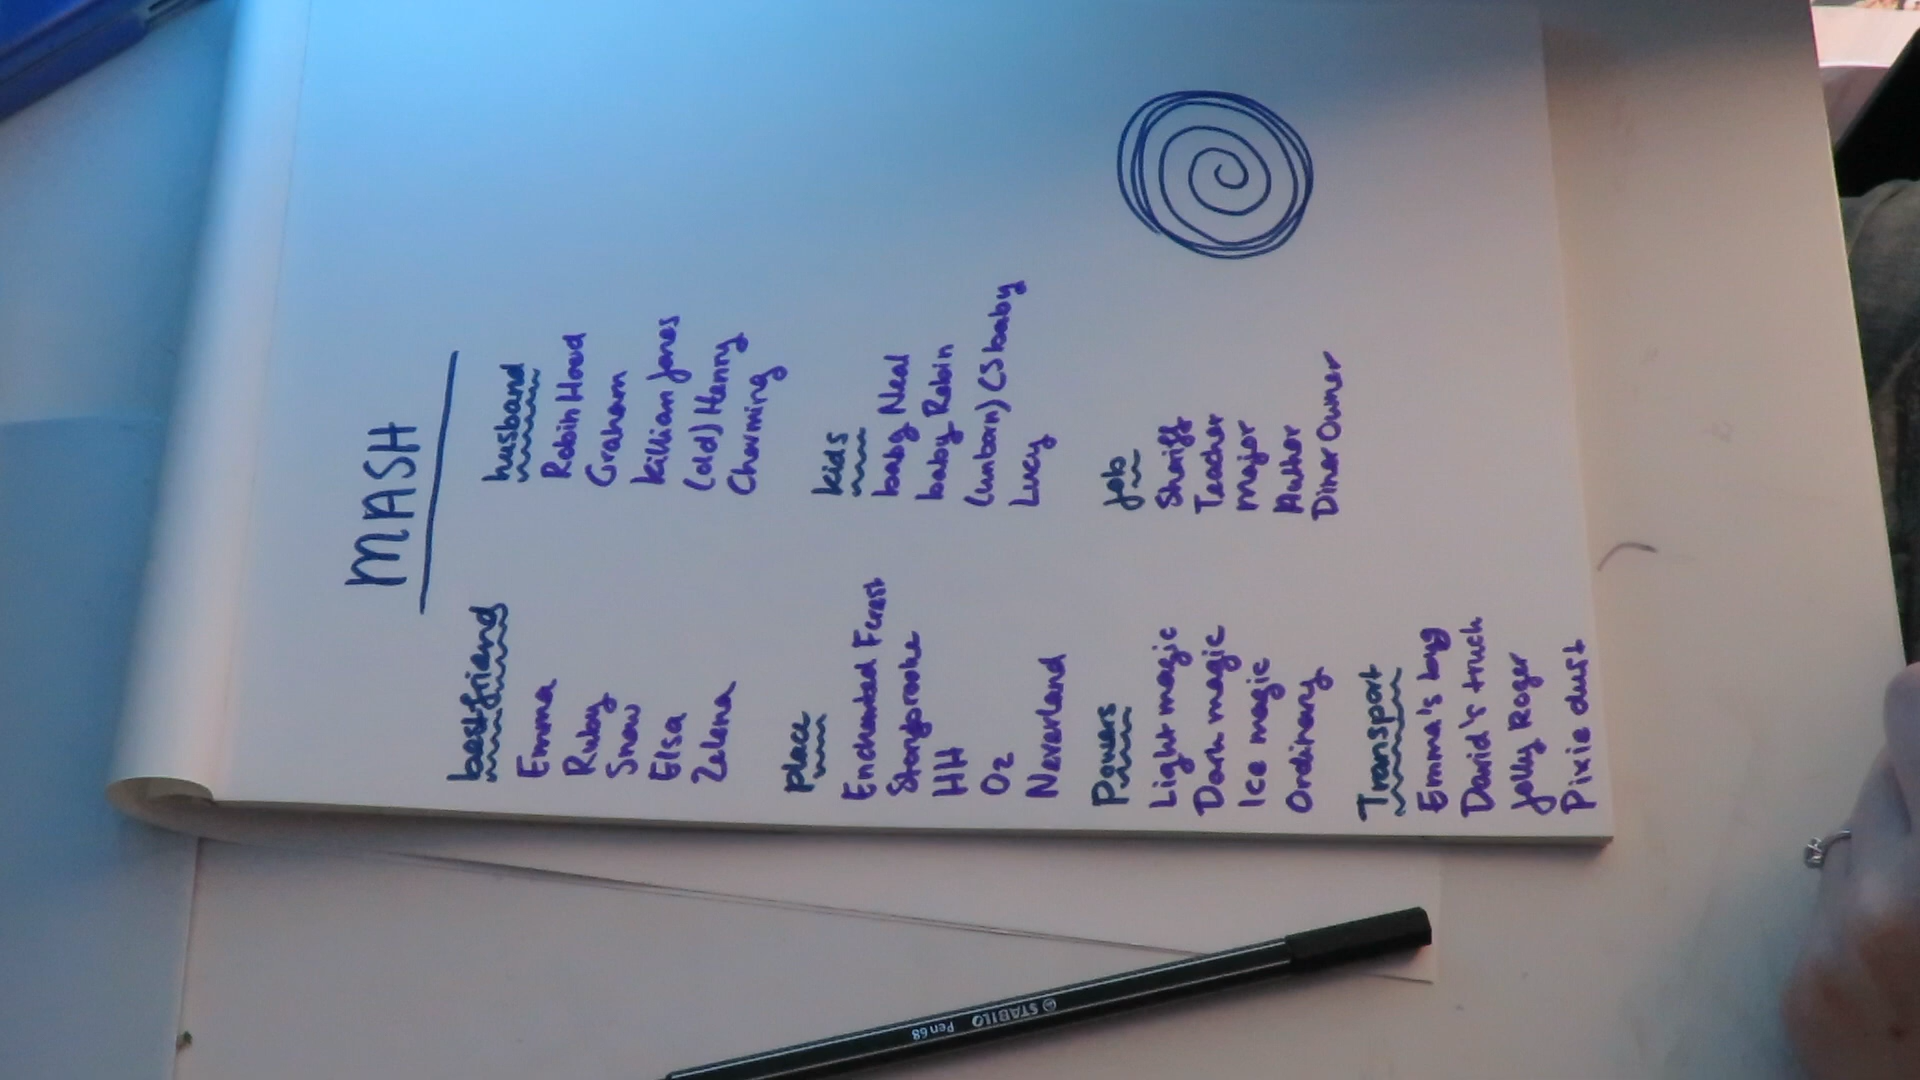 MASH
best friend
Emma
Ruby
Snow
Elsa
Zelena
husband
Robin Hood
Graham
Killian Jones
(old) Henry
Charming
place
Enchanted Forest
Storybrooke
HH
Oz
Neverland
kids
baby Neal
baby Robin
(unborn) CS baby
Lucy
Powers
Light magic
Dark magic
Ice magic
Ordinary
job
Sheriff
Teacher
Major
Author
Diner Owner
Transport
Emma's bug
David's truck
Jolly Roger
Pixie dust
STABILO Pen 68